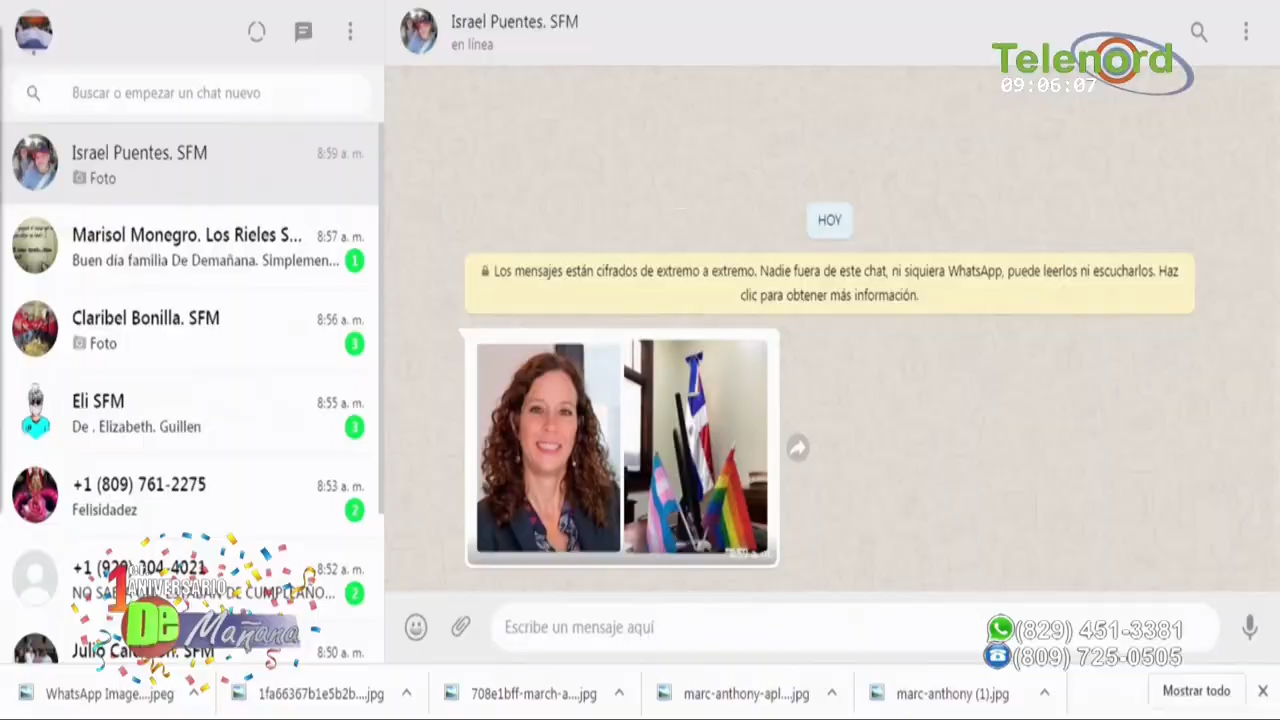 Israel Puentes. SFM
en línea
Telenord
09:06:07
Buscar o empezar un chat nuevo
Israel Puentes. SFM
8:59 a. m.
Foto
Marisol Monegro. Los Rieles S...
8:57 a. m.
Buen día familia De Demañana. Simplemen...
1
Claribel Bonilla. SFM
8:56 a. m.
Foto
3
Eli SFM
8:55 a. m.
De . Elizabeth. Guillen
3
+1 (809) 761-2275
8:53 a. m.
Felisidadez
2
8:52 a. m.
2
8:50 a. m.
HOY
Los mensajes están cifrados de extremo a extremo. Nadie fuera de este chat, ni siquiera WhatsApp, puede leerlos ni escucharlos. Haz
clic para obtener más información.
Escribe un mensaje aquí
(829) 451-3381
(809) 725-0505
ANIVERSARIO
De Mañana
WhatsApp Image....jpeg
1fa66367b1e5b2b....jpg
708e1bff-march-a....jpg
marc-anthony-apl....jpg
marc-anthony (1).jpg
Mostrar todo